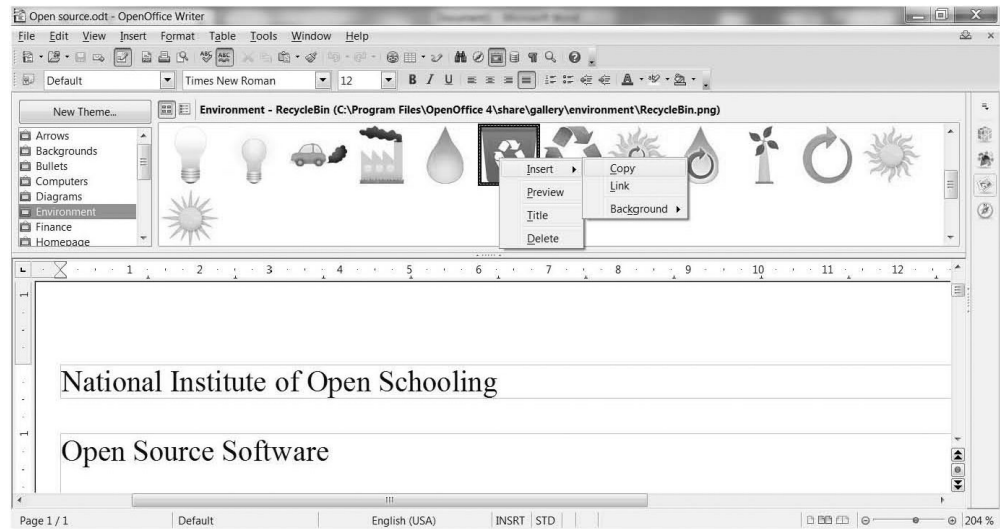 Open source.odt - OpenOffice Writer
File Edit View Insert Format Table Tools Window Help
Default Times New Roman 12 B I U
New Theme... Environment - RecycleBin (C:\Program Files\OpenOffice 4\share\gallery\environment\RecycleBin.png)
Arrows
Backgrounds
Bullets
Computers
Diagrams
Environment
Finance
Homepage
Insert
Preview
Title
Delete
Copy
Link
Background
1 2 3 4 5 6 7 8 9 10 11 12
National Institute of Open Schooling
Open Source Software
Page 1 / 1 Default English (USA) INSRT STD 204 %